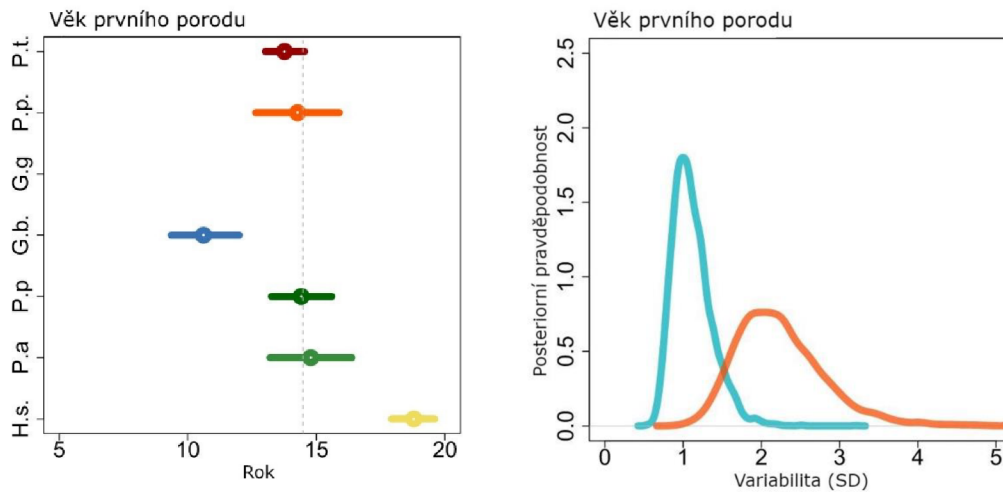 Věk prvního porodu
P.t.
P.p.
G.g
G.b.
P.p
P.a
H.s.
5 10 15 20
Rok
Věk prvního porodu
2.5
2.0
1.5
1.0
0.5
0.0
Posteriorní pravděpodobnost
0 1 2 3 4 5
Variabilita (SD)